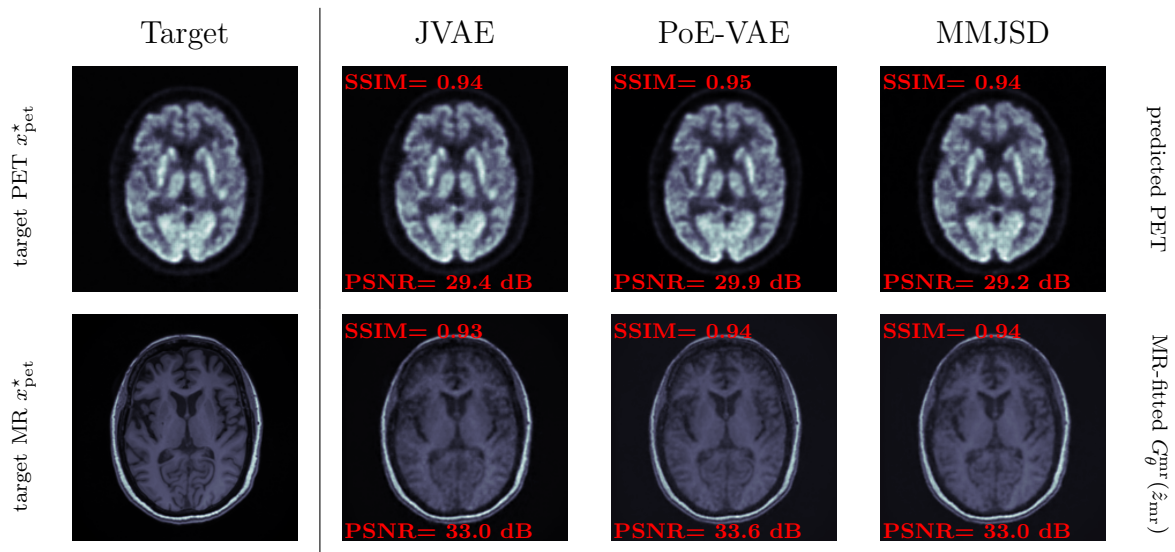 Target
JVAE
PoE-VAE
MMJSD
target PET x⋆pet
SSIM= 0.94
PSNR= 29.4 dB
SSIM= 0.95
PSNR= 29.9 dB
SSIM= 0.94
PSNR= 29.2 dB
predicted PET
target MR x⋆pet
SSIM= 0.93
PSNR= 33.0 dB
SSIM= 0.94
PSNR= 33.6 dB
SSIM= 0.94
PSNR= 33.0 dB
MR-fitted Gθmr(ẑmr)